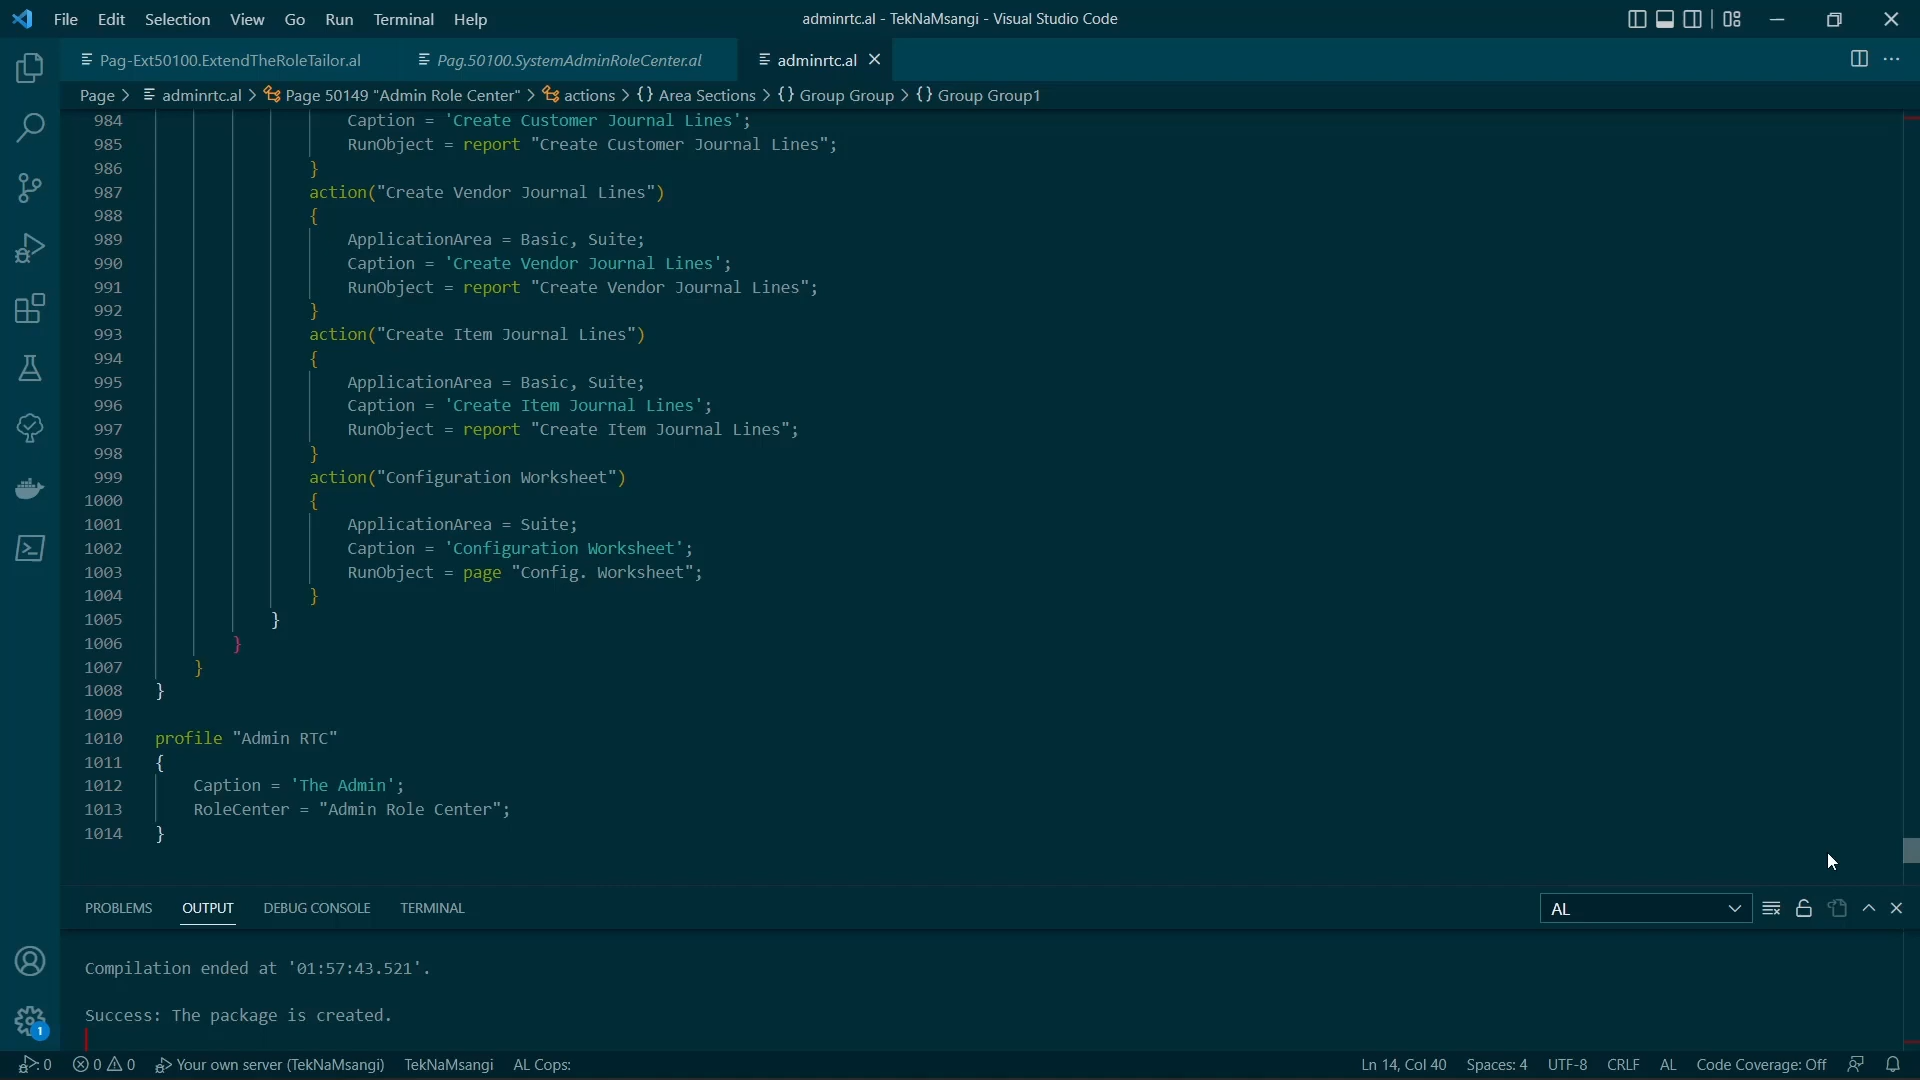 File Edit Selection View Go Run Terminal Help
adminrtc.al - TekNaMsangi - Visual Studio Code
Pag-Ext50100.ExtendTheRoleTailor.al
Pag.50100.SystemAdminRoleCenter.al
adminrtc.al
Page > adminrtc.al > Page 50149 "Admin Role Center" > actions > {} Area Sections > {} Group Group > {} Group Group1
984 Caption = 'Create Customer Journal Lines';
985 RunObject = report "Create Customer Journal Lines";
986 }
987 action("Create Vendor Journal Lines")
988 {
989 ApplicationArea = Basic, Suite;
990 Caption = 'Create Vendor Journal Lines';
991 RunObject = report "Create Vendor Journal Lines";
992 }
993 action("Create Item Journal Lines")
994 {
995 ApplicationArea = Basic, Suite;
996 Caption = 'Create Item Journal Lines';
997 RunObject = report "Create Item Journal Lines";
998 }
999 action("Configuration Worksheet")
1000 {
1001 ApplicationArea = Suite;
1002 Caption = 'Configuration Worksheet';
1003 RunObject = page "Config. Worksheet";
1004 }
1005 }
1006 }
1007 }
1008 }
1009
1010 profile "Admin RTC"
1011 {
1012 Caption = 'The Admin';
1013 RoleCenter = "Admin Role Center";
1014 }
PROBLEMS OUTPUT DEBUG CONSOLE TERMINAL
AL
Compilation ended at '01:57:43.521'.
Success: The package is created.
1
: 0 0 0 Your own server (TekNaMsangi) TekNaMsangi AL Cops:
Ln 14, Col 40 Spaces: 4 UTF-8 CRLF AL Code Coverage: Off